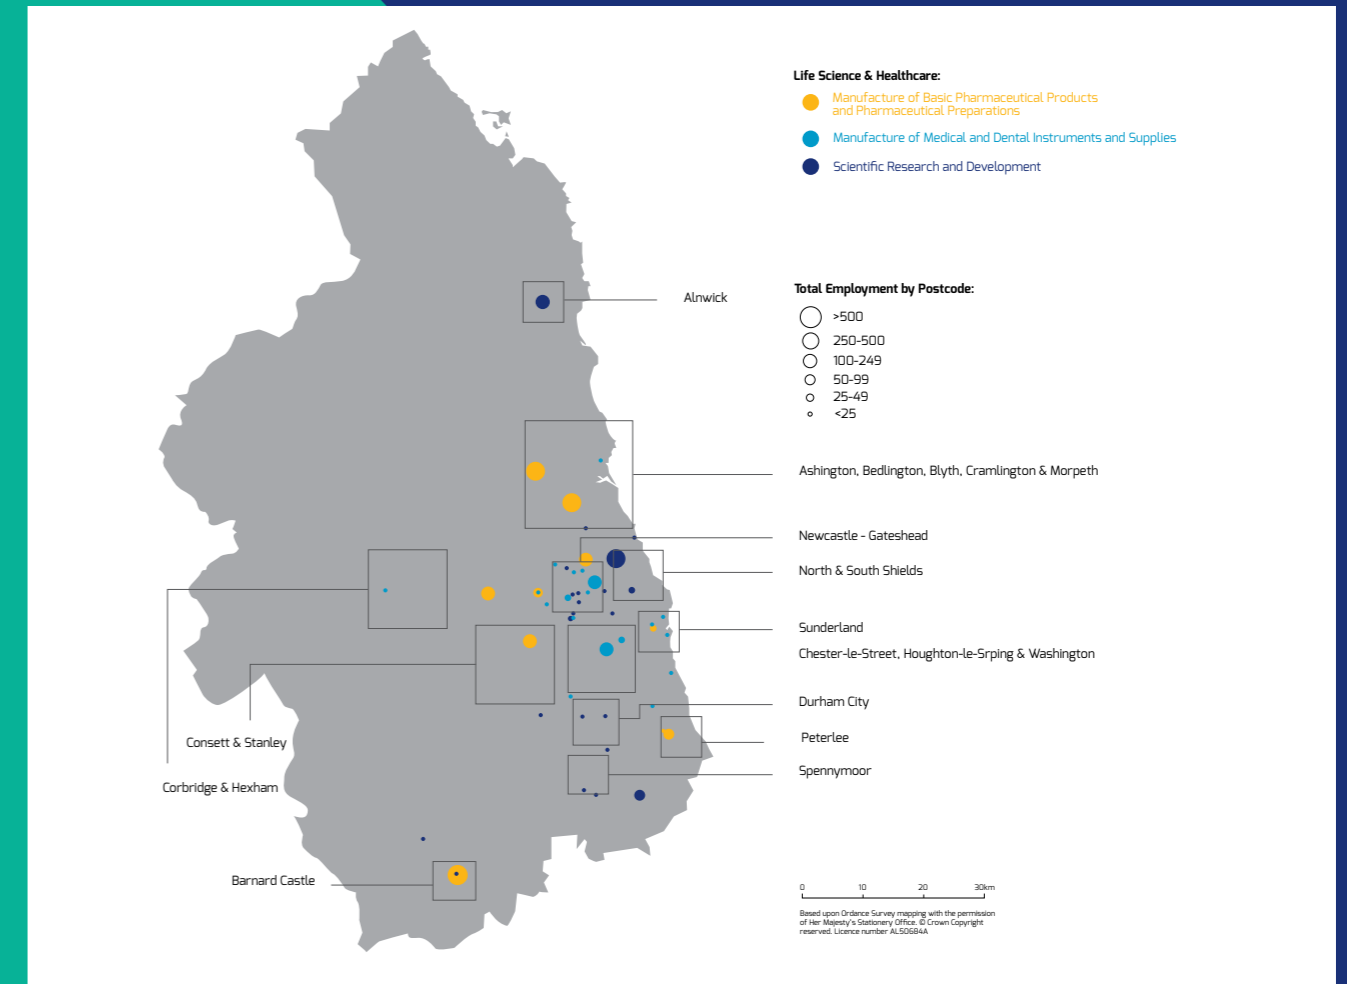 Life Science & Healthcare:
Manufacture of Basic Pharmaceutical Products
and Pharmaceutical Preparations
Manufacture of Medical and Dental Instruments and Supplies
Scientific Research and Development
Total Employment by Postcode:
>500
250-500
100-249
50-99
25-49
<25
Alnwick
Ashington, Bedlington, Blyth, Cramlington & Morpeth
Newcastle - Gateshead
North & South Shields
Sunderland
Chester-le-Street, Houghton-le-Srping & Washington
Durham City
Peterlee
Spennymoor
Consett & Stanley
Corbridge & Hexham
Barnard Castle
0 10 20 30km
Based upon Ordance Survey mapping with the permission
of Her Majesty's Stationery Office. © Crown Copyright
reserved. Licence number AL50684A